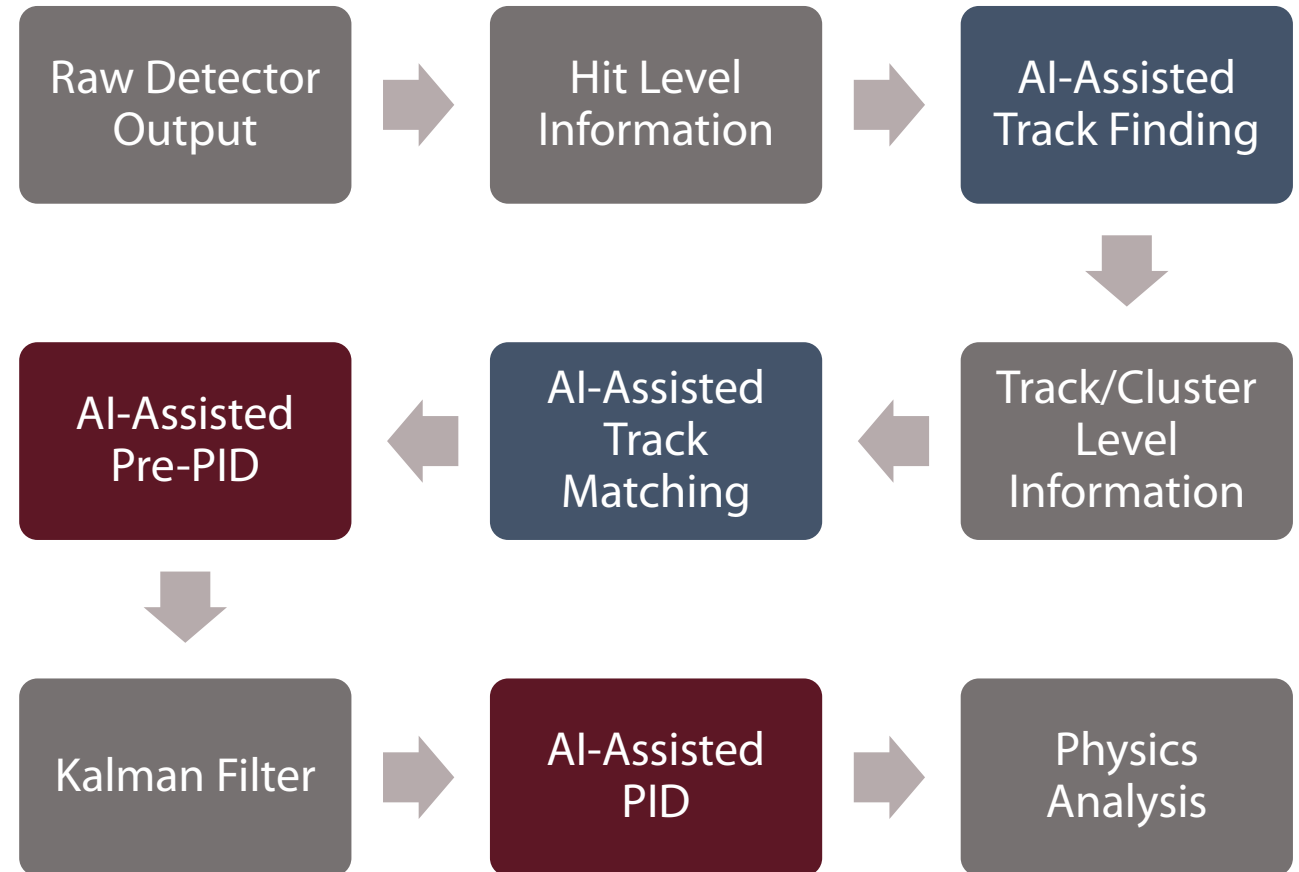 Raw Detector
Output
Hit Level
Information
AI-Assisted
Track Finding
Track/Cluster
Level
Information
AI-Assisted
Track
Matching
AI-Assisted
Pre-PID
Kalman Filter
AI-Assisted
PID
Physics
Analysis